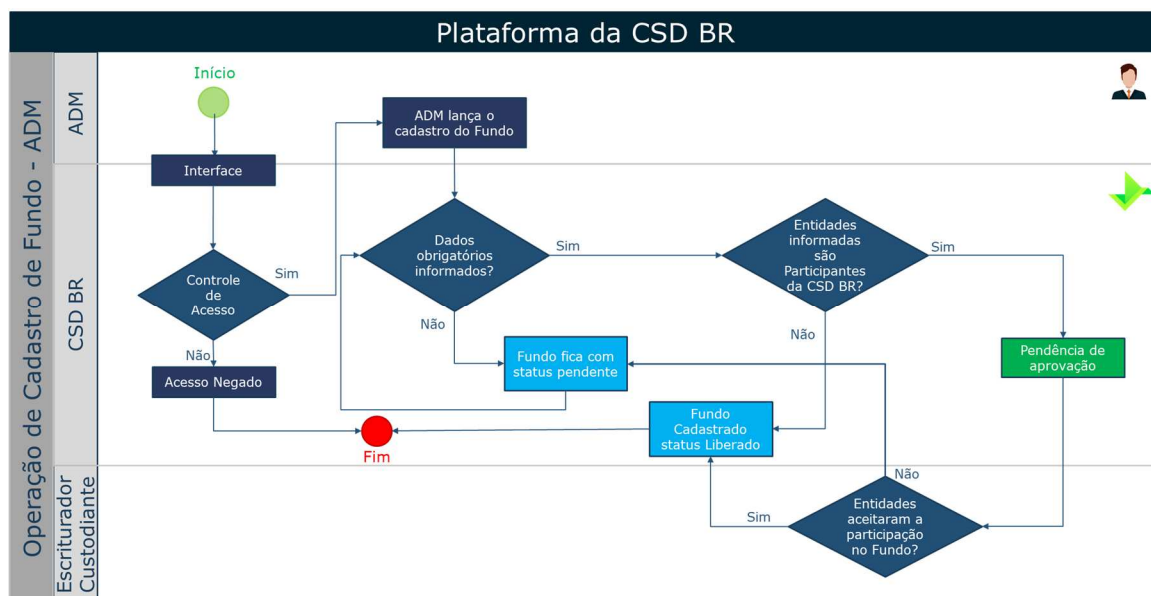 Plataforma da CSD BR
Operação de Cadastro de Fundo - ADM
ADM
CSD BR
Escriturador
Custodiante
Início
Interface
Controle
de
Acesso
Sim
Não
Acesso Negado
ADM lança o
cadastro do Fundo
Dados
obrigatórios
informados?
Sim
Não
Fundo fica com
status pendente
Entidades
informadas
são
Participantes
da CSD BR?
Sim
Não
Pendência de
aprovação
Fundo
Cadastrado
status Liberado
Fim
Entidades
aceitaram a
participação
no Fundo?
Não
Sim